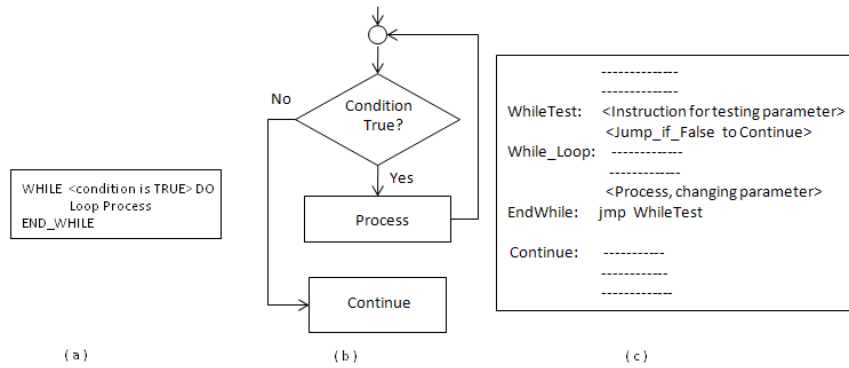 WHILE <condition is TRUE> DO
Loop Process
END_WHILE
(a)
No
Condition
True?
Yes
Process
Continue
(b)
--------------
--------------
WhileTest: <Instruction for testing parameter>
<Jump_if_False to Continue>
While_Loop: -------------
-------------
<Process, changing parameter>
EndWhile: jmp WhileTest
Continue: -----------
------------
-------------
(c)